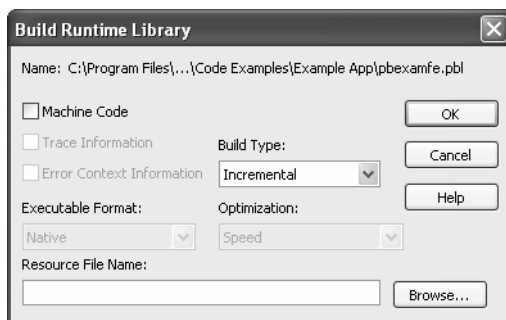 Build Runtime Library
Name: C:\Program Files\...\Code Examples\Example App\pbexamfe.pbl
Machine Code
OK
Trace Information
Build Type:
Cancel
Error Context Information
Incremental
Help
Executable Format:
Optimization:
Native
Speed
Resource File Name:
Browse...